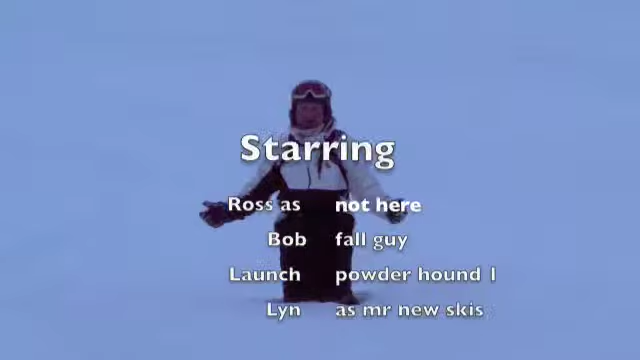 Starring
Ross as not here
Bob fall guy
Launch powder hound 1
Lyn as mr new skis